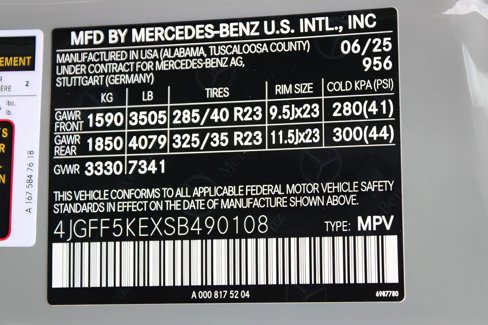 MFD BY MERCEDES-BENZ U.S. INTL., INC
MANUFACTURED IN USA (ALABAMA, TUSCALOOSA COUNTY) 06/25
UNDER CONTRACT FOR MERCEDES-BENZ AG, 956
STUTTGART (GERMANY)
KG LB TIRES RIM SIZE COLD KPA (PSI)
GAWR FRONT 1590 3505 285/40 R23 9.5Jx23 280(41)
GAWR REAR 1850 4079 325/35 R23 11.5Jx23 300(44)
GVWR 3330 7341
THIS VEHICLE CONFORMS TO ALL APPLICABLE FEDERAL MOTOR VEHICLE SAFETY
STANDARDS IN EFFECT ON THE DATE OF MANUFACTURE SHOWN ABOVE.
4JGFF5KEXSB490108 TYPE: MPV
A 000 817 52 04 6987780
EMENT
2
lbs.
lb.
A 167 584 76 18